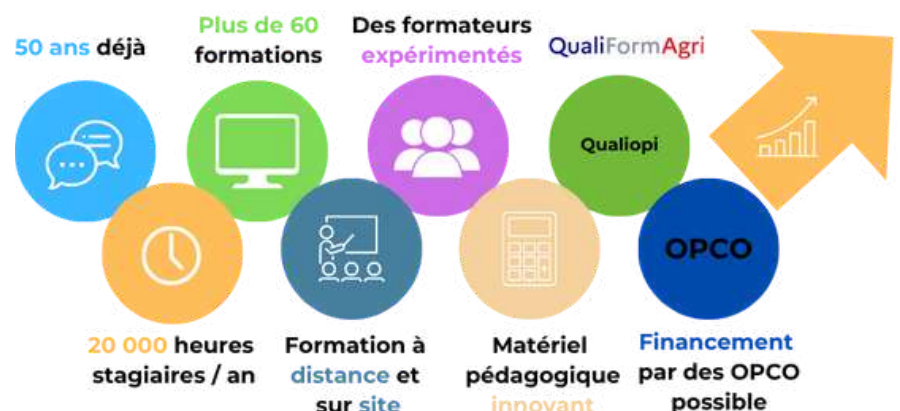 50 ans déjà
Plus de 60
formations
Des formateurs
expérimentés
QualiFormAgri
Qualiopi
OPCO
20 000 heures
stagiaires / an
Formation à
distance et
sur site
Matériel
pédagogique
innovant
Financement
par des OPCO
possible